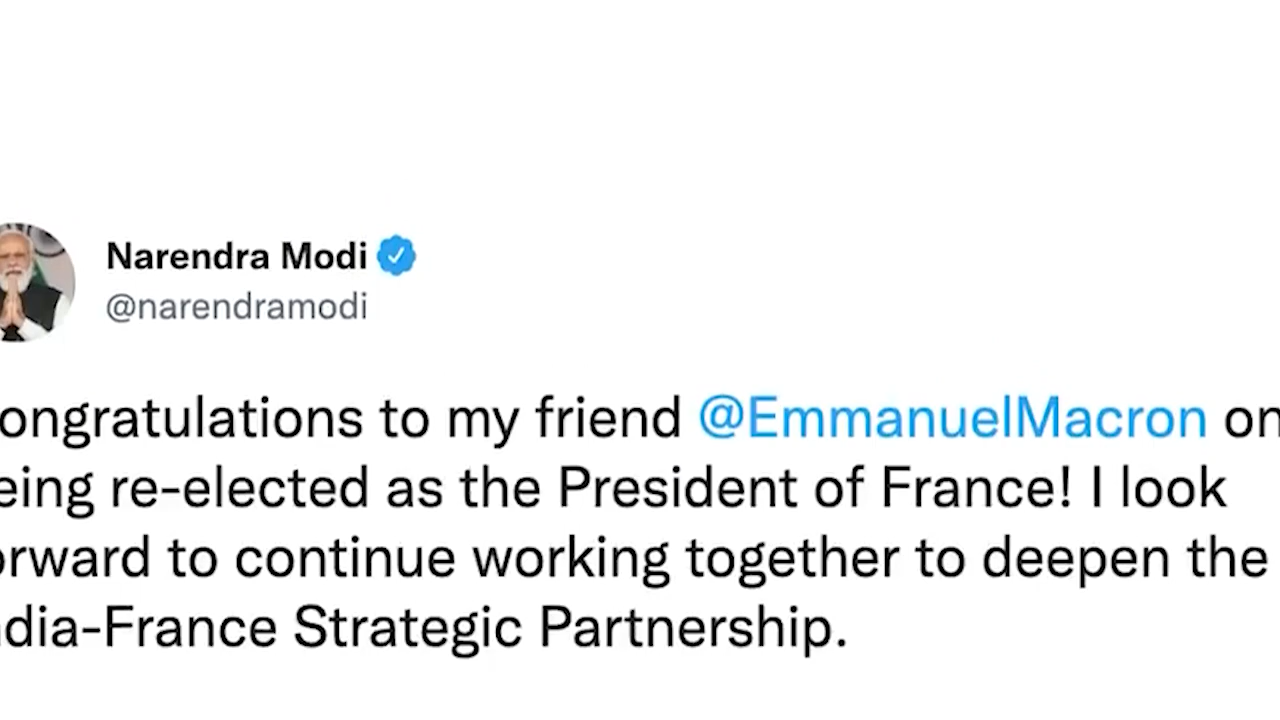 Narendra Modi
@narendramodi
ongratulations to my friend @EmmanuelMacron on
eing re-elected as the President of France! I look
orward to continue working together to deepen the
ndia-France Strategic Partnership.